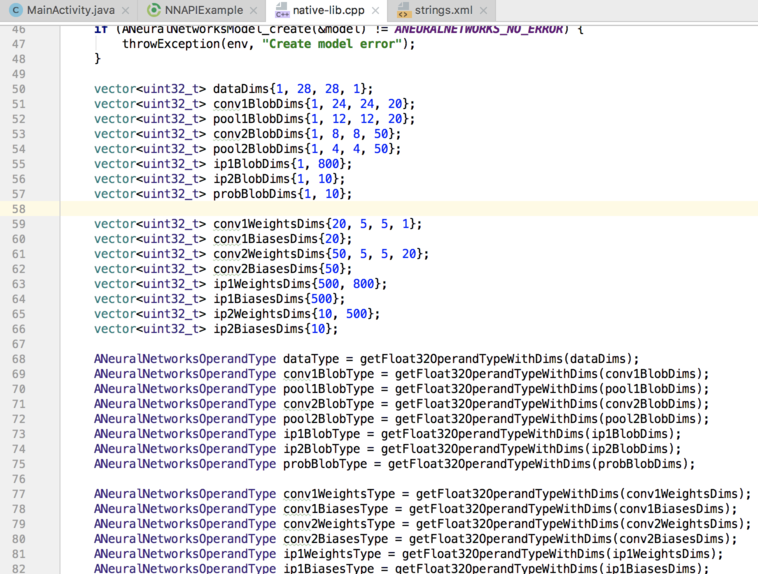 MainActivity.java
NNAPIExample
native-lib.cpp
strings.xml
46 if (ANeuralNetworksModel_create(&model) != ANEURALNETWORKS_NO_ERROR) {
47 throwException(env, "Create model error");
48 }
49
50 vector<uint32_t> dataDims{1, 28, 28, 1};
51 vector<uint32_t> conv1BlobDims{1, 24, 24, 20};
52 vector<uint32_t> pool1BlobDims{1, 12, 12, 20};
53 vector<uint32_t> conv2BlobDims{1, 8, 8, 50};
54 vector<uint32_t> pool2BlobDims{1, 4, 4, 50};
55 vector<uint32_t> ip1BlobDims{1, 800};
56 vector<uint32_t> ip2BlobDims{1, 10};
57 vector<uint32_t> probBlobDims{1, 10};
58
59 vector<uint32_t> conv1WeightsDims{20, 5, 5, 1};
60 vector<uint32_t> conv1BiasesDims{20};
61 vector<uint32_t> conv2WeightsDims{50, 5, 5, 20};
62 vector<uint32_t> conv2BiasesDims{50};
63 vector<uint32_t> ip1WeightsDims{500, 800};
64 vector<uint32_t> ip1BiasesDims{500};
65 vector<uint32_t> ip2WeightsDims{10, 500};
66 vector<uint32_t> ip2BiasesDims{10};
67
68 ANeuralNetworksOperandType dataType = getFloat32OperandTypeWithDims(dataDims);
69 ANeuralNetworksOperandType conv1BlobType = getFloat32OperandTypeWithDims(conv1BlobDims);
70 ANeuralNetworksOperandType pool1BlobType = getFloat32OperandTypeWithDims(pool1BlobDims);
71 ANeuralNetworksOperandType conv2BlobType = getFloat32OperandTypeWithDims(conv2BlobDims);
72 ANeuralNetworksOperandType pool2BlobType = getFloat32OperandTypeWithDims(pool2BlobDims);
73 ANeuralNetworksOperandType ip1BlobType = getFloat32OperandTypeWithDims(ip1BlobDims);
74 ANeuralNetworksOperandType ip2BlobType = getFloat32OperandTypeWithDims(ip2BlobDims);
75 ANeuralNetworksOperandType probBlobType = getFloat32OperandTypeWithDims(probBlobDims);
76
77 ANeuralNetworksOperandType conv1WeightsType = getFloat32OperandTypeWithDims(conv1WeightsDims);
78 ANeuralNetworksOperandType conv1BiasesType = getFloat32OperandTypeWithDims(conv1BiasesDims);
79 ANeuralNetworksOperandType conv2WeightsType = getFloat32OperandTypeWithDims(conv2WeightsDims);
80 ANeuralNetworksOperandType conv2BiasesType = getFloat32OperandTypeWithDims(conv2BiasesDims);
81 ANeuralNetworksOperandType ip1WeightsType = getFloat32OperandTypeWithDims(ip1WeightsDims);
82 ANeuralNetworksOperandType ip1BiasesType = getFloat32OperandTypeWithDims(ip1BiasesDims);